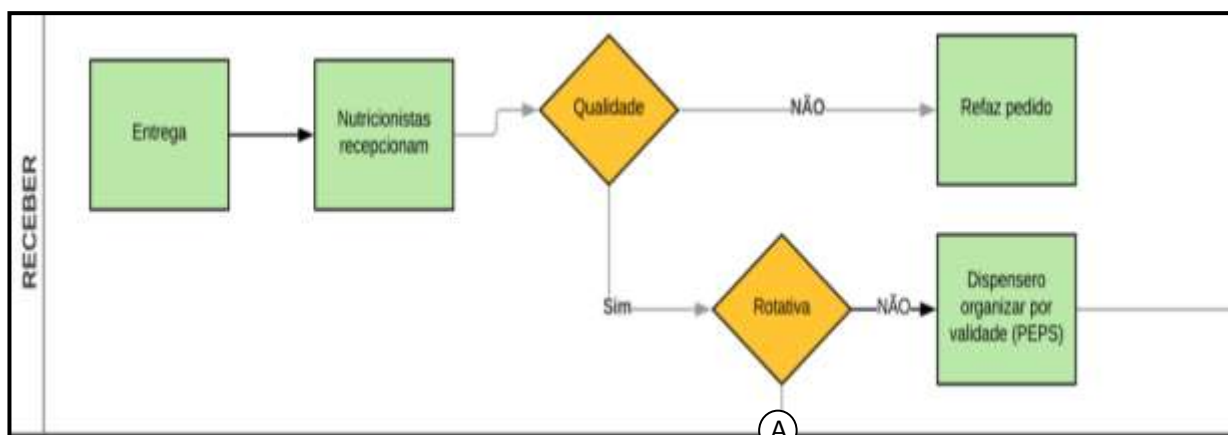 RECEBER
Entrega
Nutricionistas
recepcionam
Qualidade
NÃO
Refaz pedido
Sim
Rotativa
NÃO
Dispensero
organizar por
validade (PEPS)
A